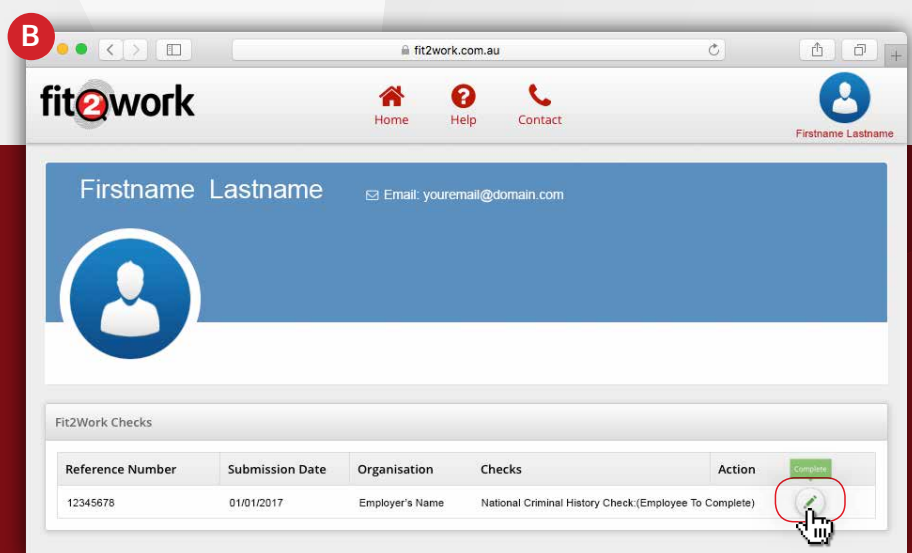 B
fit2work.com.au
fit2work
Home Help Contact
Firstname Lastname
Firstname Lastname
Email: youremail@domain.com
Fit2Work Checks
Reference Number Submission Date Organisation Checks Action Complete
12345678 01/01/2017 Employer's Name National Criminal History Check:(Employee To Complete)